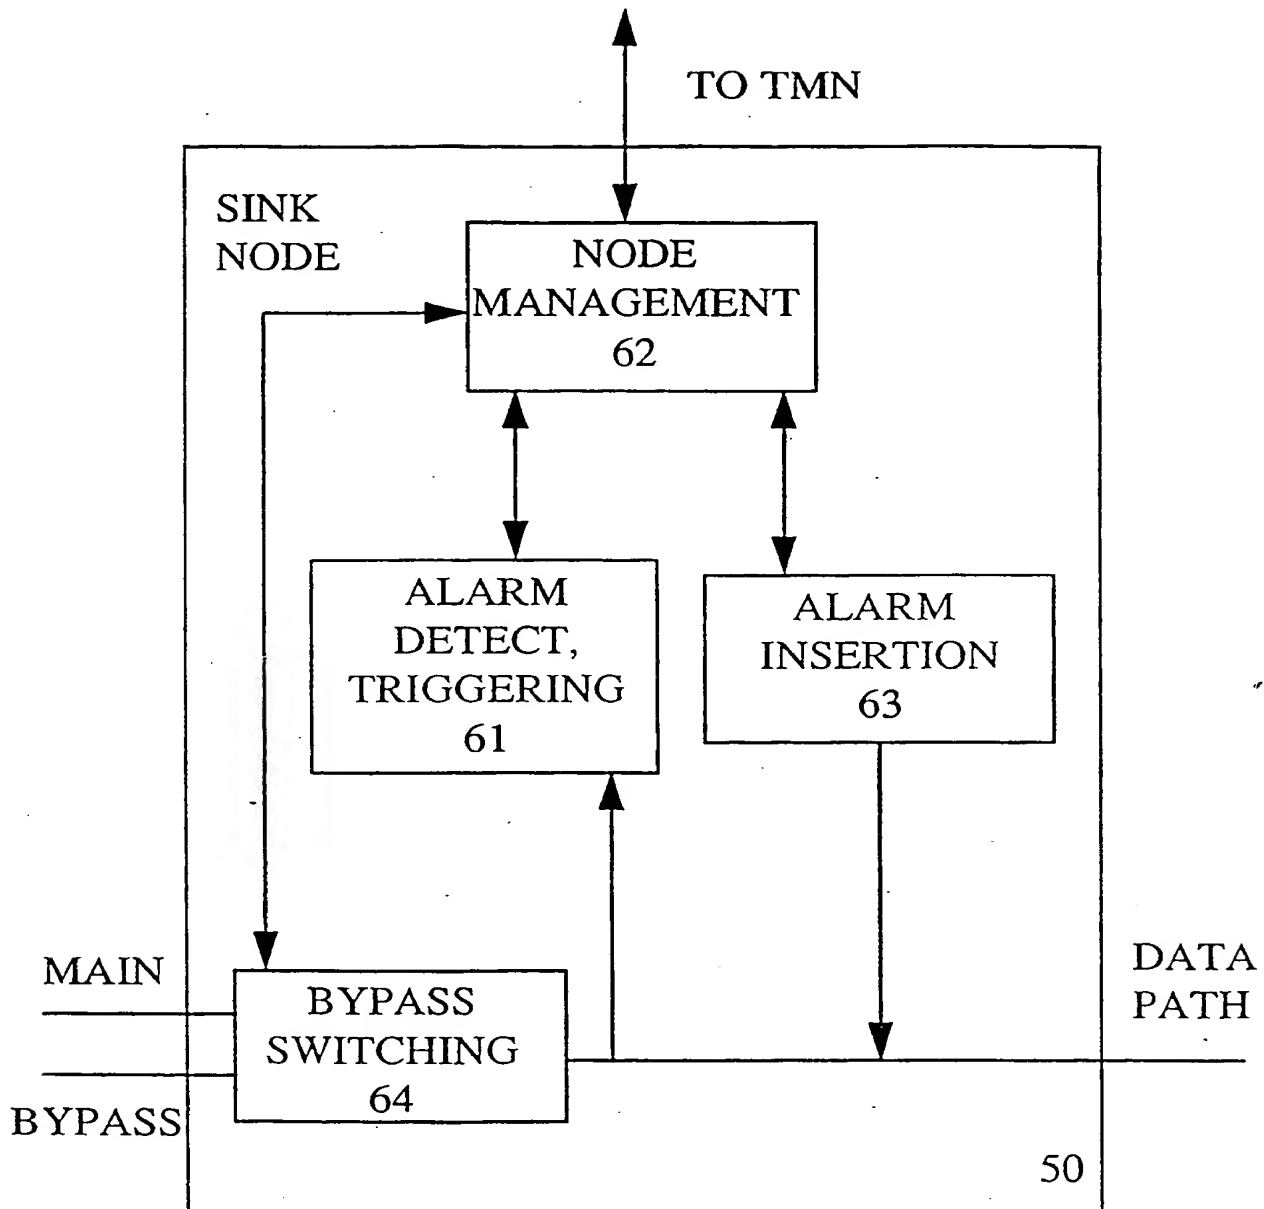 TO TMN
SINK
NODE
NODE
MANAGEMENT
62
ALARM
DETECT,
TRIGGERING
61
ALARM
INSERTION
63
MAIN
BYPASS
SWITCHING
64
BYPASS
DATA
PATH
50